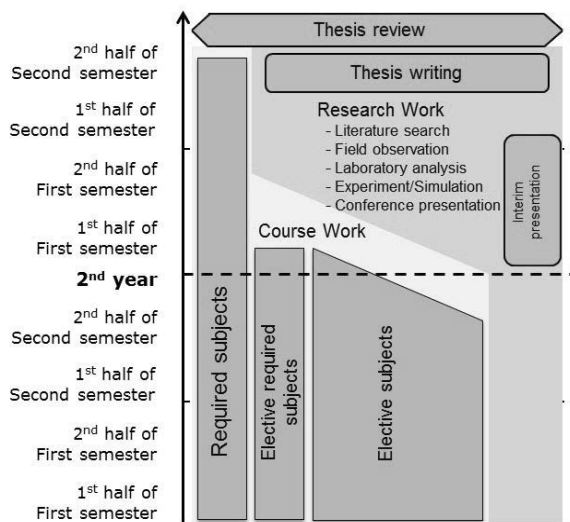 Thesis review
2nd half of
Second semester
Thesis writing
1st half of
Second semester
Research Work
- Literature search
- Field observation
- Laboratory analysis
- Experiment/Simulation
- Conference presentation
Interim
presentation
2nd half of
First semester
1st half of
First semester
Course Work
2nd year
2nd half of
Second semester
1st half of
Second semester
2nd half of
First semester
1st half of
First semester
Required subjects
Elective required
subjects
Elective subjects